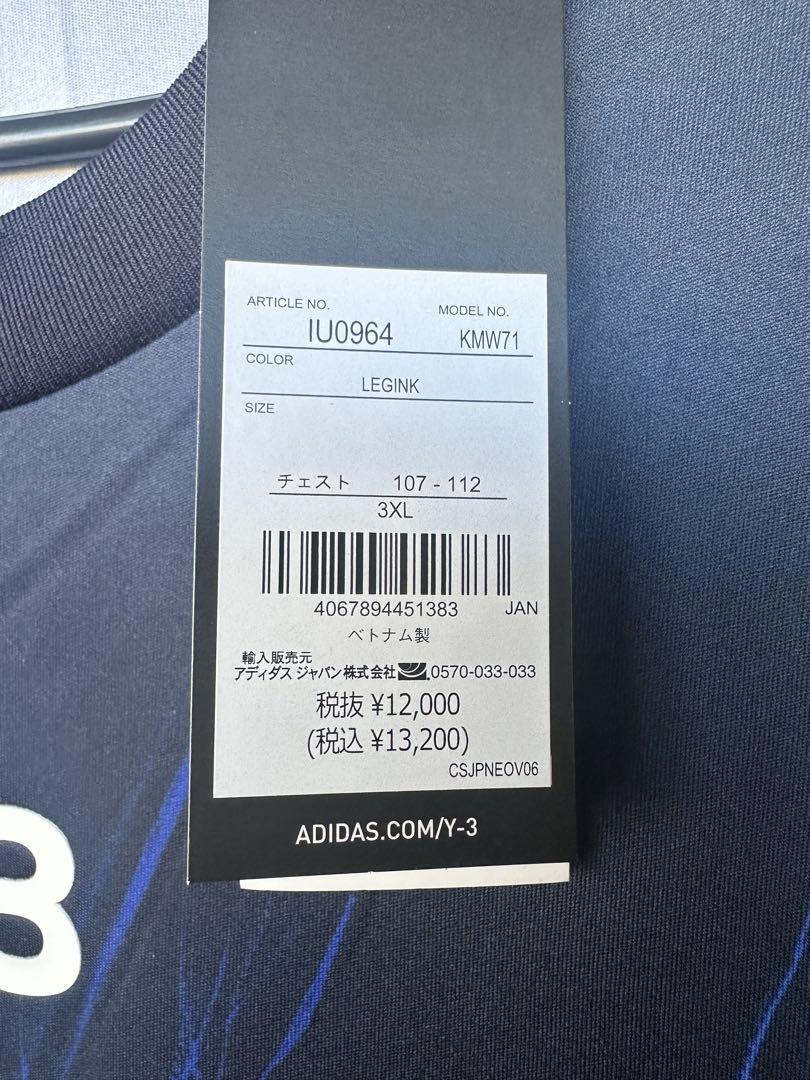 ARTICLE NO.
IU0964
MODEL NO.
KMW71
COLOR
LEGINK
SIZE
チェスト 107 - 112
3XL
4067894451383 JAN
ベトナム製
輸入販売元
アディダス ジャパン株式会社 0570-033-033
税抜 ¥12,000
(税込 ¥13,200)
CSJPNEOV06
ADIDAS.COM/Y-3
3